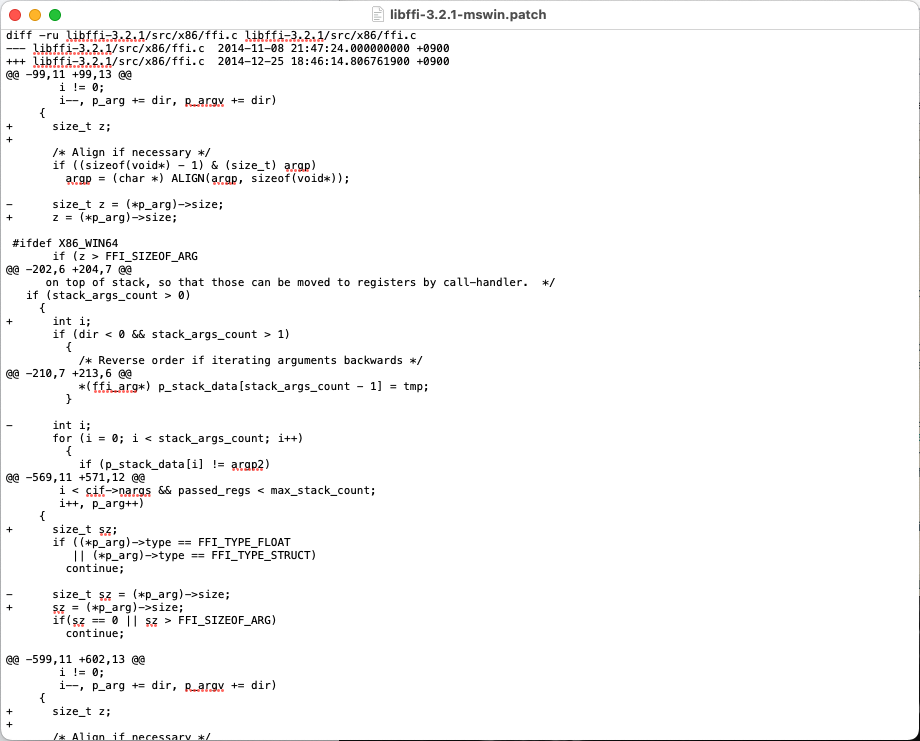 libffi-3.2.1-mswin.patch
diff -ru libffi-3.2.1/src/x86/ffi.c libffi-3.2.1/src/x86/ffi.c
--- libffi-3.2.1/src/x86/ffi.c  2014-11-08 21:47:24.000000000 +0900
+++ libffi-3.2.1/src/x86/ffi.c  2014-12-25 18:46:14.806761900 +0900
@@ -99,11 +99,13 @@
        i != 0;
        i--, p_arg += dir, p_argv += dir)
     {
+      size_t z;
+
       /* Align if necessary */
       if ((sizeof(void*) - 1) & (size_t) argp)
         argp = (char *) ALIGN(argp, sizeof(void*));

-      size_t z = (*p_arg)->size;
+      z = (*p_arg)->size;

 #ifdef X86_WIN64
       if (z > FFI_SIZEOF_ARG
@@ -202,6 +204,7 @@
      on top of stack, so that those can be moved to registers by call-handler.  */
   if (stack_args_count > 0)
     {
+      int i;
       if (dir < 0 && stack_args_count > 1)
         {
           /* Reverse order if iterating arguments backwards */
@@ -210,7 +213,6 @@
           *(ffi_arg*) p_stack_data[stack_args_count - 1] = tmp;
         }

-      int i;
       for (i = 0; i < stack_args_count; i++)
         {
           if (p_stack_data[i] != argp2)
@@ -569,11 +571,12 @@
        i < cif->nargs && passed_regs < max_stack_count;
        i++, p_arg++)
     {
+      size_t sz;
       if ((*p_arg)->type == FFI_TYPE_FLOAT
          || (*p_arg)->type == FFI_TYPE_STRUCT)
         continue;

-      size_t sz = (*p_arg)->size;
+      sz = (*p_arg)->size;
       if(sz == 0 || sz > FFI_SIZEOF_ARG)
         continue;

@@ -599,11 +602,13 @@
        i != 0;
        i--, p_arg += dir, p_argv += dir)
     {
+      size_t z;
+
       /* Align if necessary */